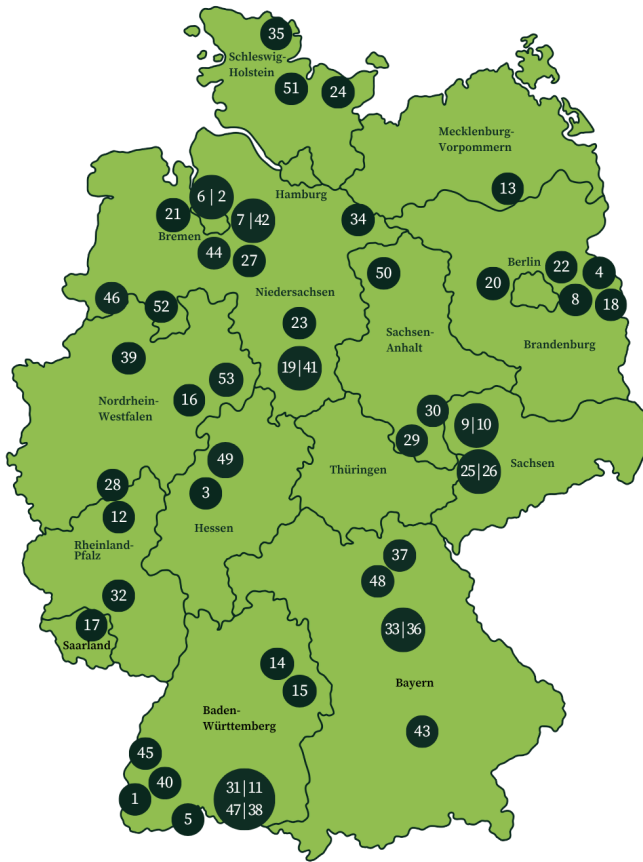 35
Schleswig-
Holstein
51
24
Mecklenburg-
Vorpommern
13
6 | 2
Hamburg
21
7 | 42
34
Bremen
44
27
50
Berlin
22
4
20
8
18
46
52
Niedersachsen
23
Sachsen-
Anhalt
Brandenburg
39
19|41
53
16
Nordrhein-
Westfalen
30
9|10
29
49
Thüringen
25|26
Sachsen
28
3
12
Hessen
Rheinland-
Pfalz
37
48
32
17
Saarland
33|36
14
15
Bayern
Baden-
Württemberg
43
45
40
1
31 | 11
47|38
5